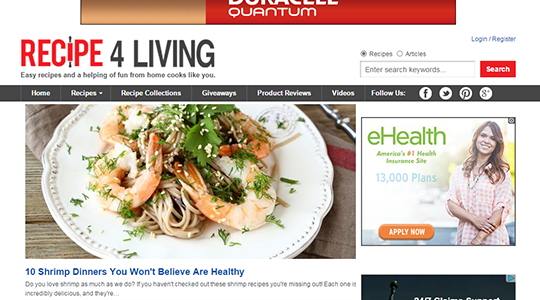 DURACELL
QUANTUM
Login / Register
RECIPE 4 LIVING
Easy recipes and a helping of fun from home cooks like you.
Recipes Articles
Enter search keywords...
Search
Home Recipes Recipe Collections Giveaways Product Reviews Videos Follow Us:
eHealth
America's #1 Health
Insurance Site
13,000 Plans
APPLY NOW
10 Shrimp Dinners You Won't Believe Are Healthy
Do you love shrimp as much as we do? If you haven't checked out these shrimp recipes you're missing out! Each one is
incredibly delicious, and they're…
24/7 Claims Support